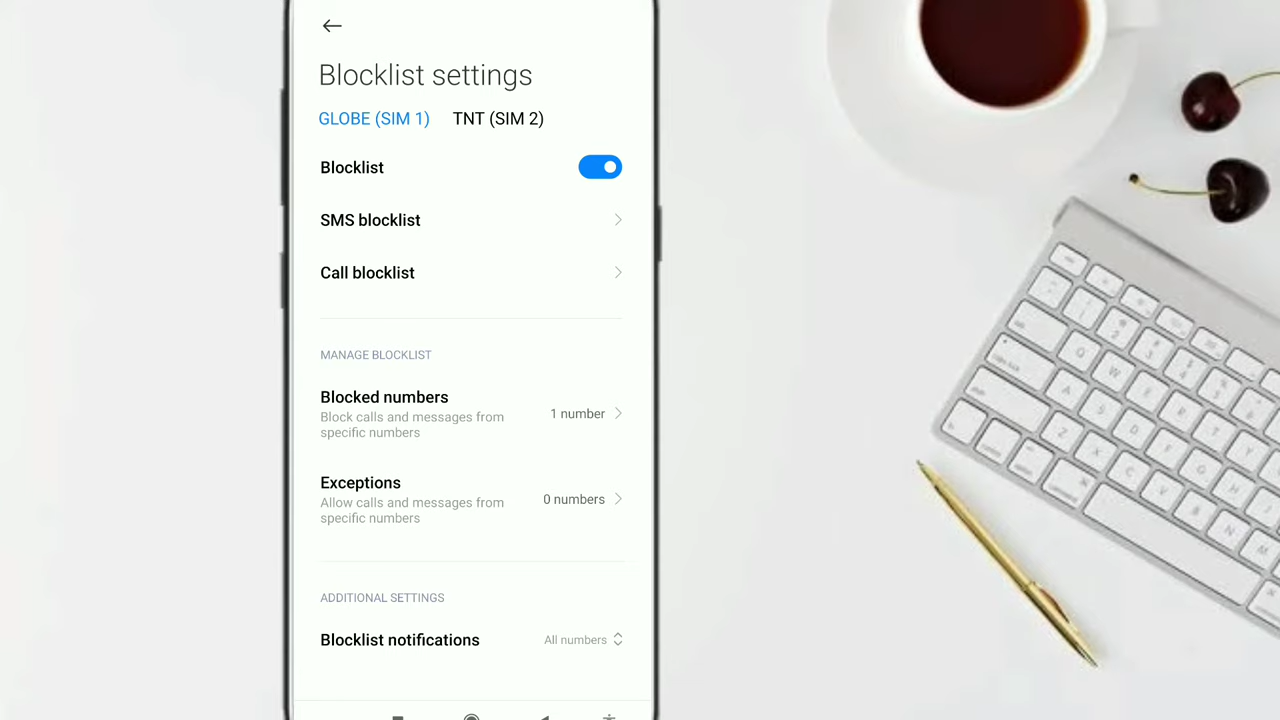 Blocklist settings
GLOBE (SIM 1) TNT (SIM 2)
Blocklist
SMS blocklist
Call blocklist
MANAGE BLOCKLIST
Blocked numbers
Block calls and messages from
specific numbers
1 number
Exceptions
Allow calls and messages from
specific numbers
0 numbers
ADDITIONAL SETTINGS
Blocklist notifications
All numbers